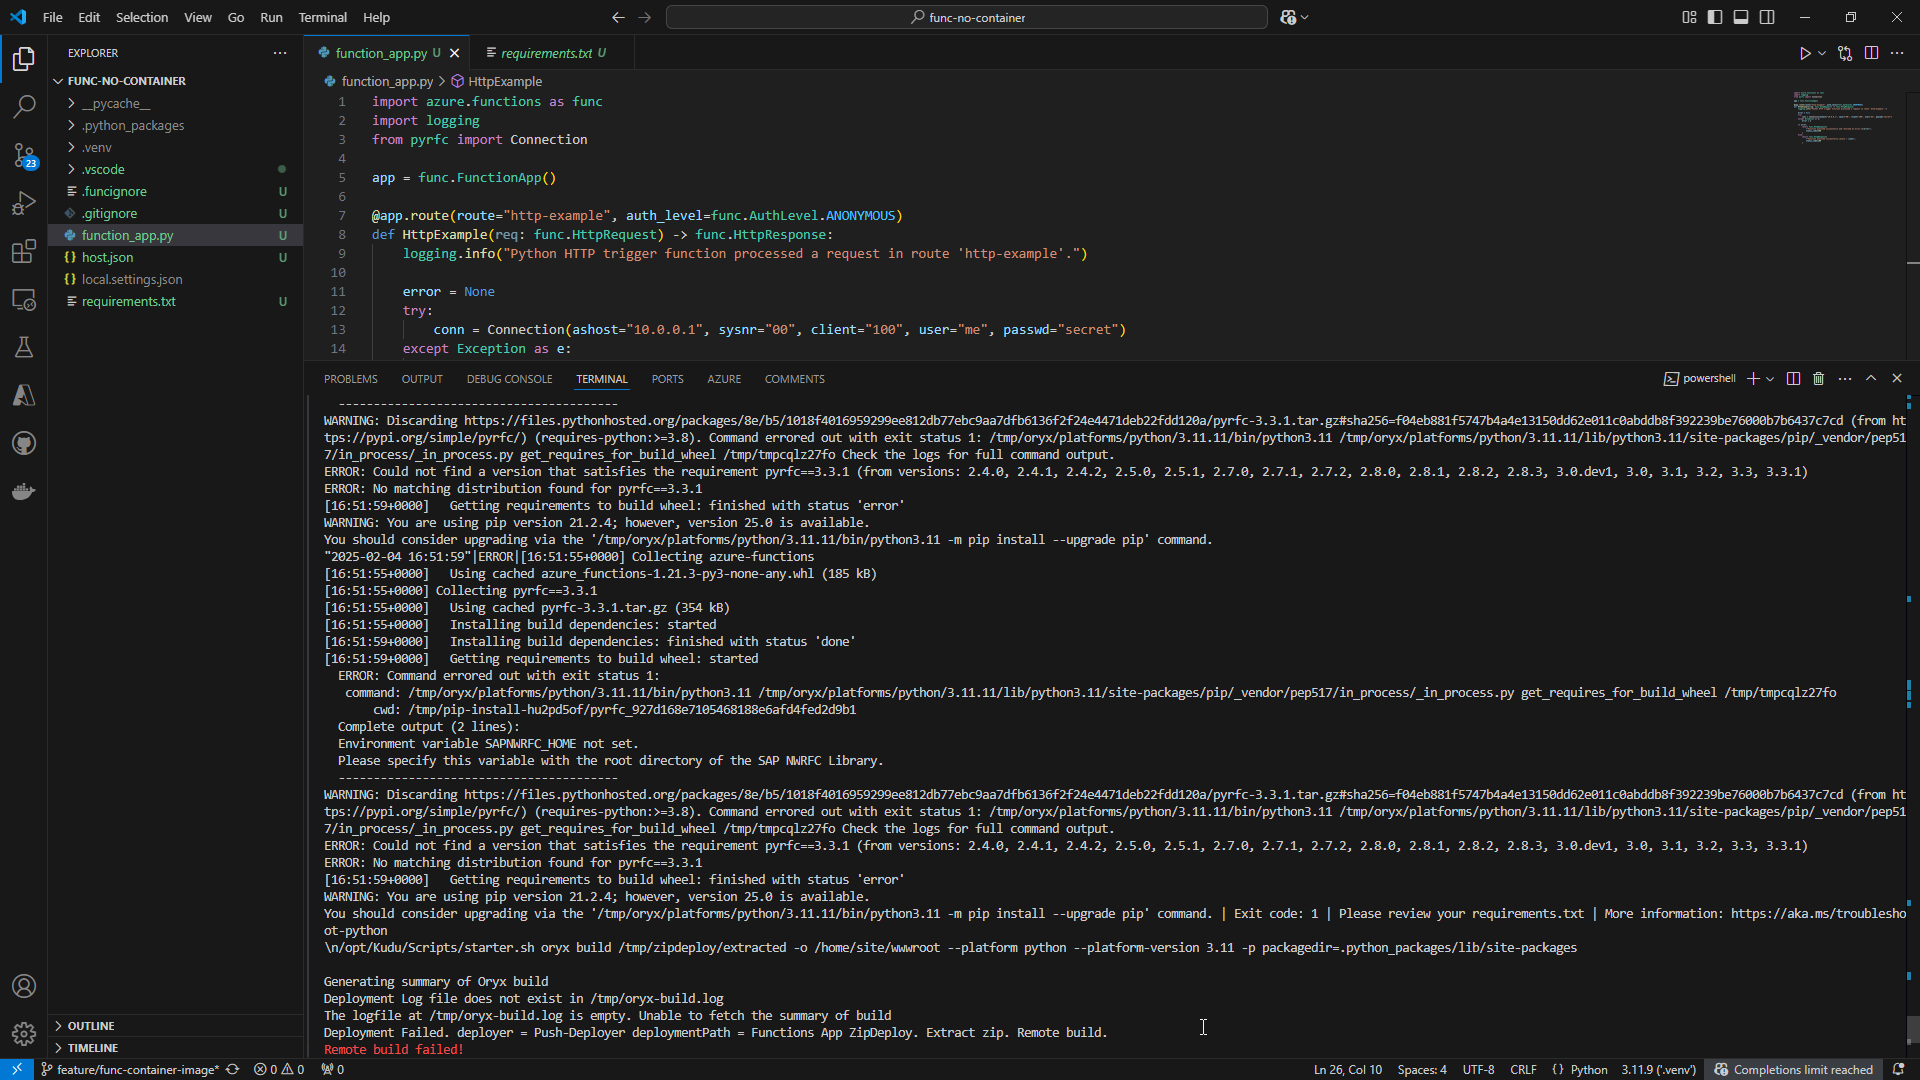 File Edit Selection View Go Run Terminal Help
func-no-container
EXPLORER
FUNC-NO-CONTAINER
__pycache__
.python_packages
.venv
.vscode
.funcignore U
.gitignore U
function_app.py U
host.json U
local.settings.json
requirements.txt U
OUTLINE
TIMELINE
23
function_app.py U
requirements.txt U
function_app.py > HttpExample
1 import azure.functions as func
2 import logging
3 from pyrfc import Connection
4
5 app = func.FunctionApp()
6
7 @app.route(route="http-example", auth_level=func.AuthLevel.ANONYMOUS)
8 def HttpExample(req: func.HttpRequest) -> func.HttpResponse:
9 logging.info("Python HTTP trigger function processed a request in route 'http-example'.")
10
11 error = None
12 try:
13 conn = Connection(ashost="10.0.0.1", sysnr="00", client="100", user="me", passwd="secret")
14 except Exception as e:
PROBLEMS OUTPUT DEBUG CONSOLE TERMINAL PORTS AZURE COMMENTS
powershell
----------------------------------------
WARNING: Discarding https://files.pythonhosted.org/packages/8e/b5/1018f4016959299ee812db77ebc9aa7dfb6136f2f24e4471deb22fdd120a/pyrfc-3.3.1.tar.gz#sha256=f04eb881f5747b4a4e13150dd62e011c0abddb8f392239be76000b7b6437c7cd (from ht
tps://pypi.org/simple/pyrfc/) (requires-python:>=3.8). Command errored out with exit status 1: /tmp/oryx/platforms/python/3.11.11/bin/python3.11 /tmp/oryx/platforms/python/3.11.11/lib/python3.11/site-packages/pip/_vendor/pep51
7/in_process/_in_process.py get_requires_for_build_wheel /tmp/tmpcqlz27fo Check the logs for full command output.
ERROR: Could not find a version that satisfies the requirement pyrfc==3.3.1 (from versions: 2.4.0, 2.4.1, 2.4.2, 2.5.0, 2.5.1, 2.7.0, 2.7.1, 2.7.2, 2.8.0, 2.8.1, 2.8.2, 2.8.3, 3.0.dev1, 3.0, 3.1, 3.2, 3.3, 3.3.1)
ERROR: No matching distribution found for pyrfc==3.3.1
[16:51:59+0000] Getting requirements to build wheel: finished with status 'error'
WARNING: You are using pip version 21.2.4; however, version 25.0 is available.
You should consider upgrading via the '/tmp/oryx/platforms/python/3.11.11/bin/python3.11 -m pip install --upgrade pip' command.
"2025-02-04 16:51:59"|ERROR|[16:51:55+0000] Collecting azure-functions
[16:51:55+0000] Using cached azure_functions-1.21.3-py3-none-any.whl (185 kB)
[16:51:55+0000] Collecting pyrfc==3.3.1
[16:51:55+0000] Using cached pyrfc-3.3.1.tar.gz (354 kB)
[16:51:55+0000] Installing build dependencies: started
[16:51:59+0000] Installing build dependencies: finished with status 'done'
[16:51:59+0000] Getting requirements to build wheel: started
ERROR: Command errored out with exit status 1:
command: /tmp/oryx/platforms/python/3.11.11/bin/python3.11 /tmp/oryx/platforms/python/3.11.11/lib/python3.11/site-packages/pip/_vendor/pep517/in_process/_in_process.py get_requires_for_build_wheel /tmp/tmpcqlz27fo
cwd: /tmp/pip-install-hu2pd5of/pyrfc_927d168e7105468188e6afd4fed2d9b1
Complete output (2 lines):
Environment variable SAPNWRFC_HOME not set.
Please specify this variable with the root directory of the SAP NWRFC Library.
----------------------------------------
WARNING: Discarding https://files.pythonhosted.org/packages/8e/b5/1018f4016959299ee812db77ebc9aa7dfb6136f2f24e4471deb22fdd120a/pyrfc-3.3.1.tar.gz#sha256=f04eb881f5747b4a4e13150dd62e011c0abddb8f392239be76000b7b6437c7cd (from ht
tps://pypi.org/simple/pyrfc/) (requires-python:>=3.8). Command errored out with exit status 1: /tmp/oryx/platforms/python/3.11.11/bin/python3.11 /tmp/oryx/platforms/python/3.11.11/lib/python3.11/site-packages/pip/_vendor/pep51
7/in_process/_in_process.py get_requires_for_build_wheel /tmp/tmpcqlz27fo Check the logs for full command output.
ERROR: Could not find a version that satisfies the requirement pyrfc==3.3.1 (from versions: 2.4.0, 2.4.1, 2.4.2, 2.5.0, 2.5.1, 2.7.0, 2.7.1, 2.7.2, 2.8.0, 2.8.1, 2.8.2, 2.8.3, 3.0.dev1, 3.0, 3.1, 3.2, 3.3, 3.3.1)
ERROR: No matching distribution found for pyrfc==3.3.1
[16:51:59+0000] Getting requirements to build wheel: finished with status 'error'
WARNING: You are using pip version 21.2.4; however, version 25.0 is available.
You should consider upgrading via the '/tmp/oryx/platforms/python/3.11.11/bin/python3.11 -m pip install --upgrade pip' command. | Exit code: 1 | Please review your requirements.txt | More information: https://aka.ms/troublesho
ot-python
\n/opt/Kudu/Scripts/starter.sh oryx build /tmp/zipdeploy/extracted -o /home/site/wwwroot --platform python --platform-version 3.11 -p packagedir=.python_packages/lib/site-packages
Generating summary of Oryx build
Deployment Log file does not exist in /tmp/oryx-build.log
The logfile at /tmp/oryx-build.log is empty. Unable to fetch the summary of build
Deployment Failed. deployer = Push-Deployer deploymentPath = Functions App ZipDeploy. Extract zip. Remote build.
Remote build failed!
feature/func-container-image* 0 0 0 Ln 26, Col 10 Spaces: 4 UTF-8 CRLF {} Python 3.11.9 ('.venv') Completions limit reached